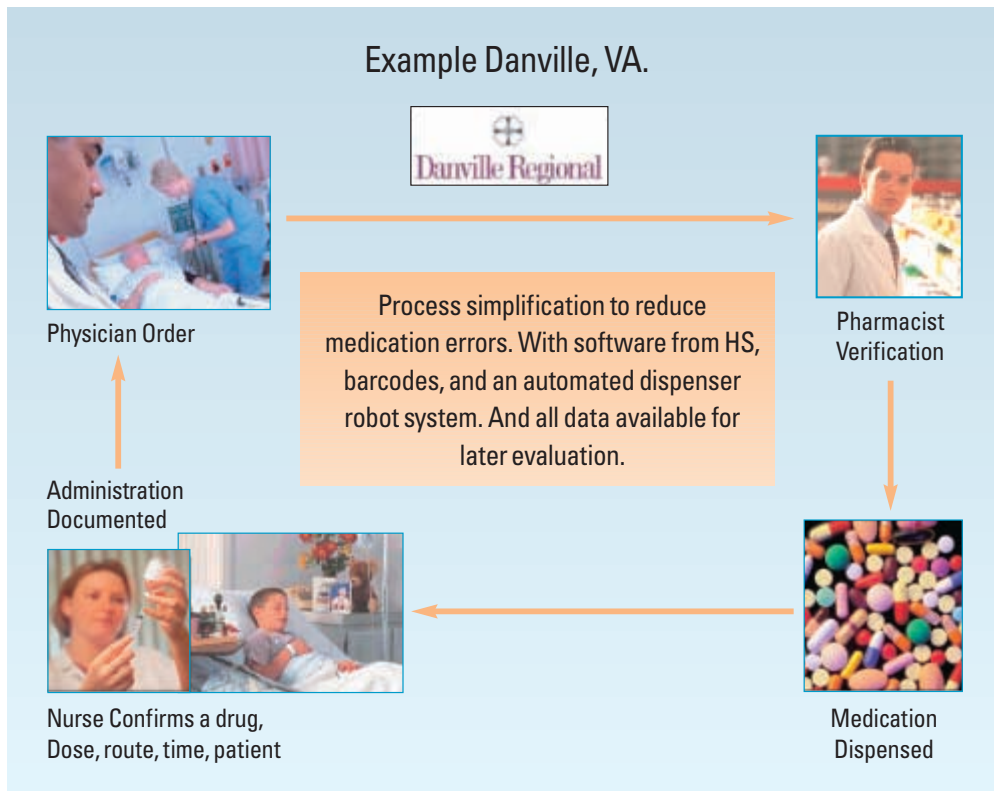 Example Danville, VA.
Danville Regional
Physician Order
Pharmacist
Verification
Process simplification to reduce
medication errors. With software from HS,
barcodes, and an automated dispenser
robot system. And all data available for
later evaluation.
Administration
Documented
Nurse Confirms a drug,
Dose, route, time, patient
Medication
Dispensed